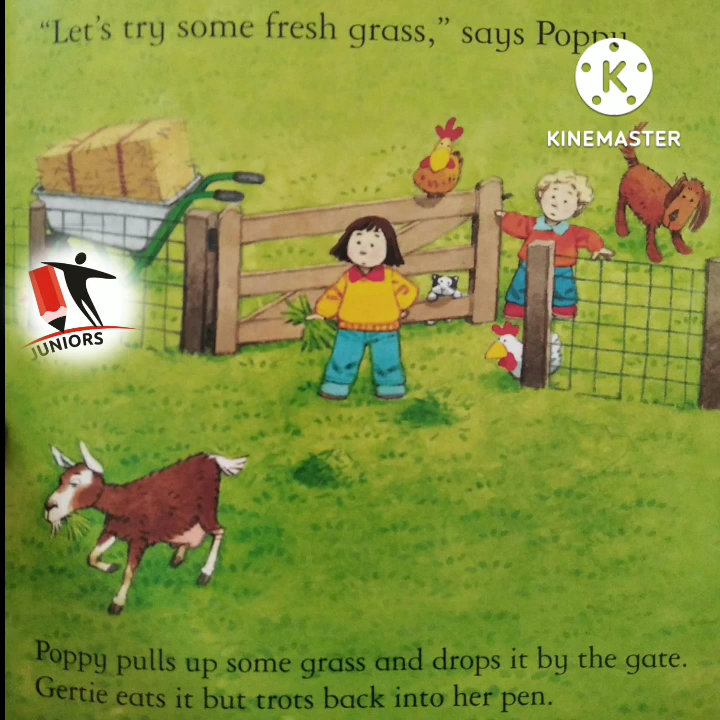 “Let’s try some fresh grass,” says Poppy
KINEMASTER
JUNIORS
Poppy pulls up some grass and drops it by the gate.
Gertie eats it but trots back into her pen.